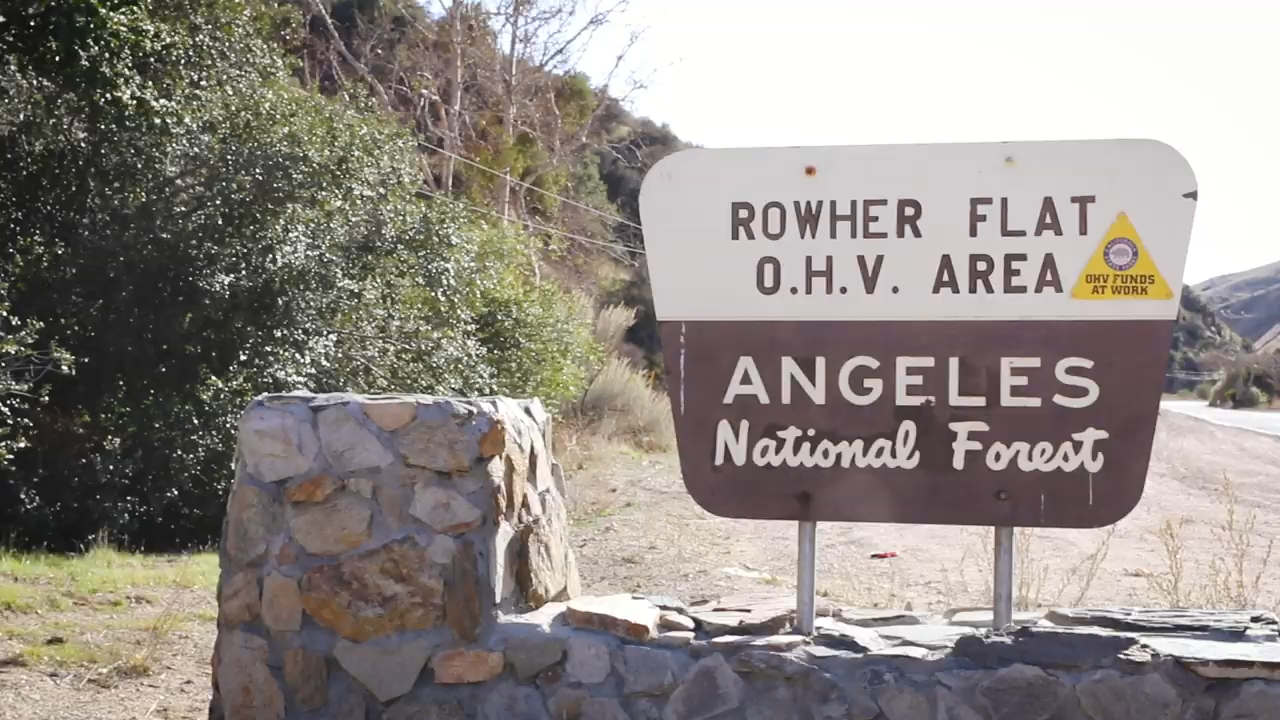 ROWHER FLAT
O.H.V. AREA
OHV FUNDS
AT WORK
ANGELES
National Forest